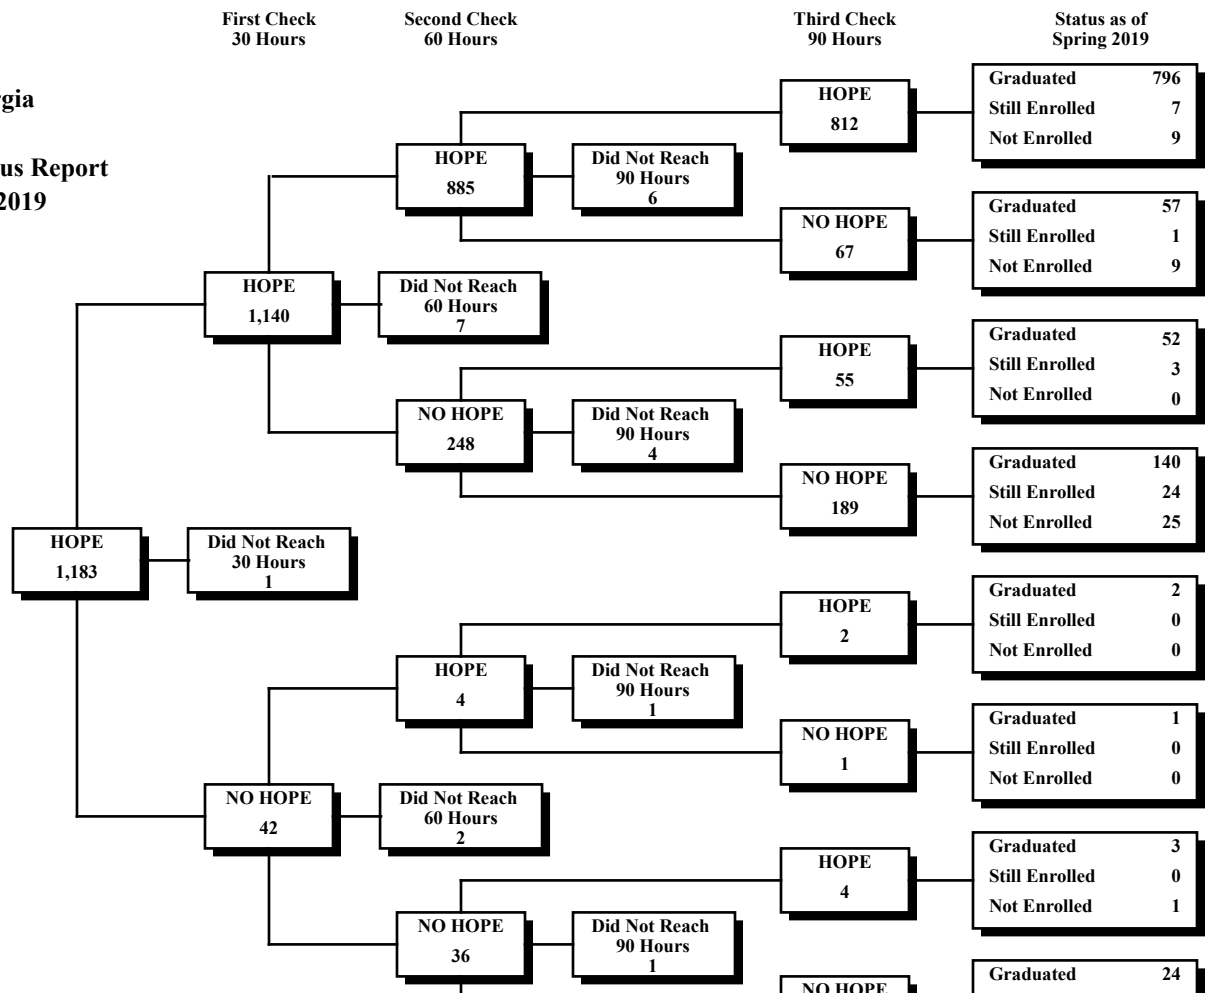 First Check
30 Hours
Second Check
60 Hours
Third Check
90 Hours
Status as of
Spring 2019
rgia
us Report
2019
HOPE
812
Graduated 796
Still Enrolled 7
Not Enrolled 9
HOPE
885
Did Not Reach
90 Hours
6
NO HOPE
67
Graduated 57
Still Enrolled 1
Not Enrolled 9
HOPE
1,140
Did Not Reach
60 Hours
7
HOPE
55
Graduated 52
Still Enrolled 3
Not Enrolled 0
NO HOPE
248
Did Not Reach
90 Hours
4
NO HOPE
189
Graduated 140
Still Enrolled 24
Not Enrolled 25
HOPE
1,183
Did Not Reach
30 Hours
1
HOPE
2
Graduated 2
Still Enrolled 0
Not Enrolled 0
HOPE
4
Did Not Reach
90 Hours
1
NO HOPE
1
Graduated 1
Still Enrolled 0
Not Enrolled 0
NO HOPE
42
Did Not Reach
60 Hours
2
HOPE
4
Graduated 3
Still Enrolled 0
Not Enrolled 1
NO HOPE
36
Did Not Reach
90 Hours
1
NO HOPE
Graduated 24